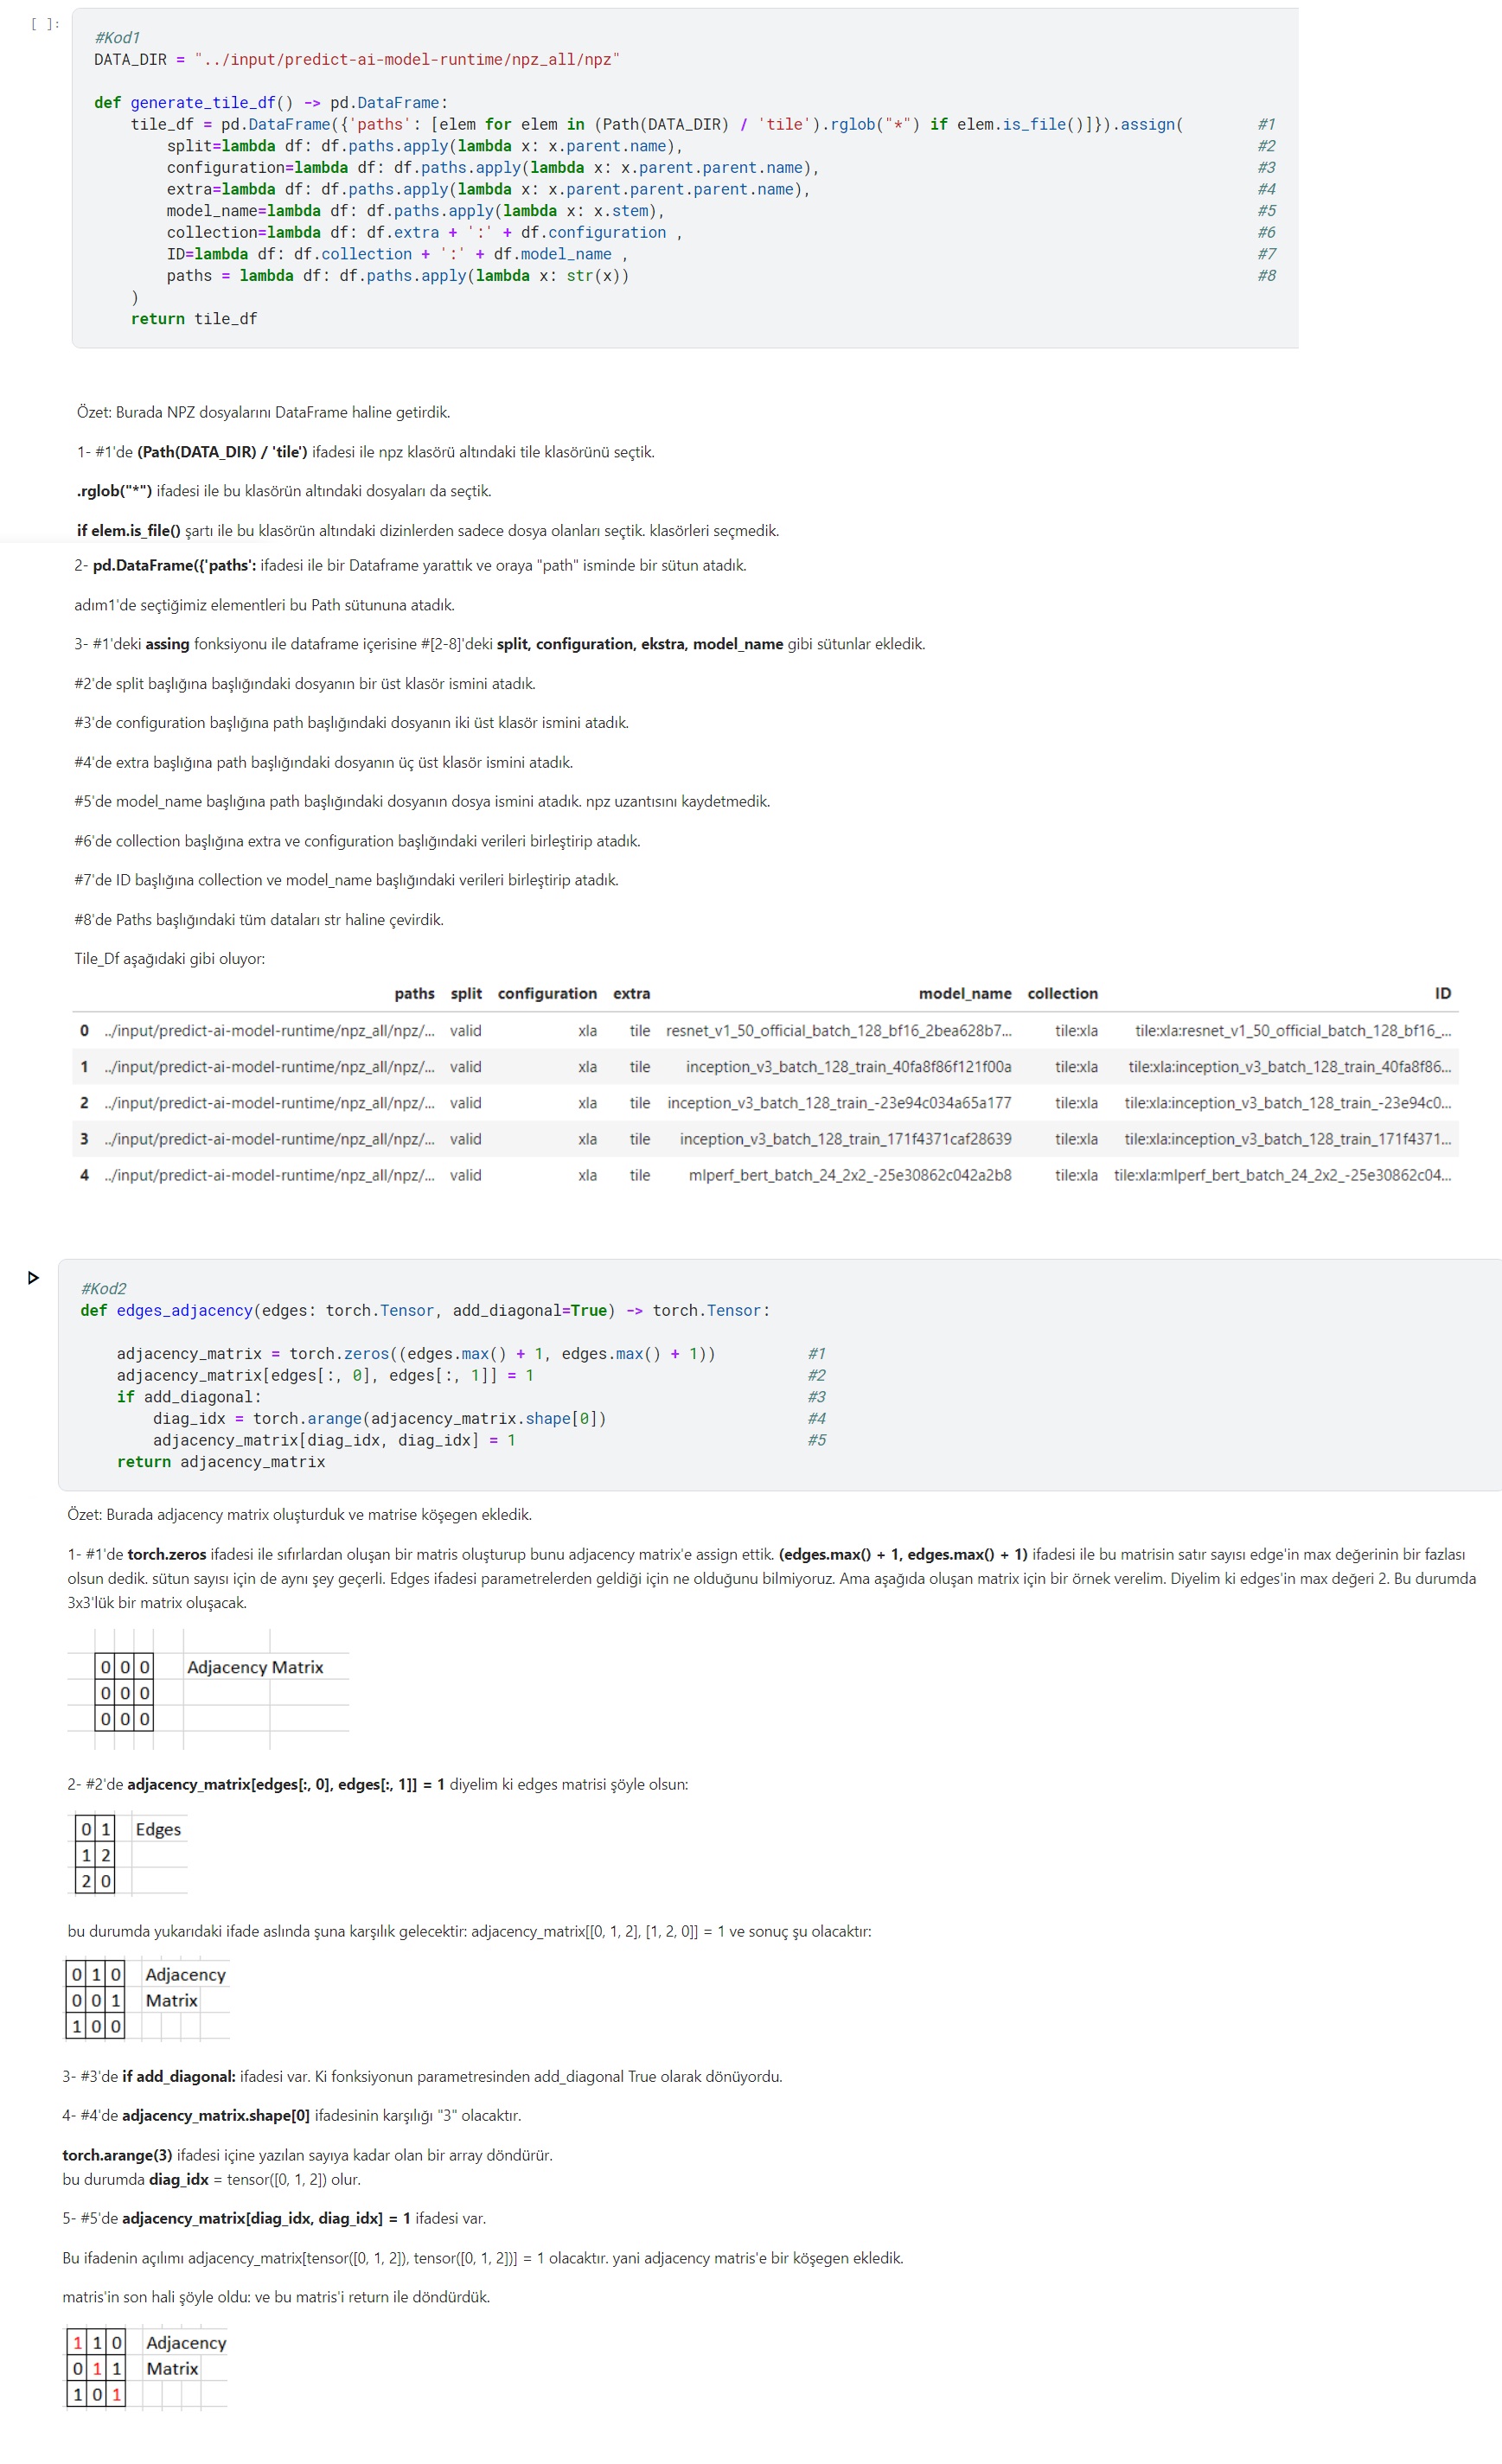 [ ]:
#Kod1
DATA_DIR = "../input/predict-ai-model-runtime/npz_all/npz"
def generate_tile_df() -> pd.DataFrame:
tile_df = pd.DataFrame({'paths': [elem for elem in (Path(DATA_DIR) / 'tile').rglob("*") if elem.is_file()]}).assign( #1
split=lambda df: df.paths.apply(lambda x: x.parent.name), #2
configuration=lambda df: df.paths.apply(lambda x: x.parent.parent.name), #3
extra=lambda df: df.paths.apply(lambda x: x.parent.parent.parent.name), #4
model_name=lambda df: df.paths.apply(lambda x: x.stem), #5
collection=lambda df: df.extra + ':' + df.configuration , #6
ID=lambda df: df.collection + ':' + df.model_name , #7
paths = lambda df: df.paths.apply(lambda x: str(x)) #8
)
return tile_df
Özet: Burada NPZ dosyalarını DataFrame haline getirdik.
1- #1'de (Path(DATA_DIR) / 'tile') ifadesi ile npz klasörü altındaki tile klasörünü seçtik.
.rglob("*") ifadesi ile bu klasörün altındaki dosyaları da seçtik.
if elem.is_file() şartı ile bu klasörün altındaki dizinlerden sadece dosya olanları seçtik. klasörleri seçmedik.
2- pd.DataFrame({'paths': ifadesi ile bir Dataframe yarattık ve oraya "path" isminde bir sütun atadık.
adım1'de seçtiğimiz elementleri bu Path sütununa atadık.
3- #1'deki assing fonksiyonu ile dataframe içerisine #[2-8]'deki split, configuration, ekstra, model_name gibi sütunlar ekledik.
#2'de split başlığına başlığındaki dosyanın bir üst klasör ismini atadık.
#3'de configuration başlığına path başlığındaki dosyanın iki üst klasör ismini atadık.
#4'de extra başlığına path başlığındaki dosyanın üç üst klasör ismini atadık.
#5'de model_name başlığına path başlığındaki dosyanın dosya ismini atadık. npz uzantısını kaydetmedik.
#6'de collection başlığına extra ve configuration başlığındaki verileri birleştirip atadık.
#7'de ID başlığına collection ve model_name başlığındaki verileri birleştirip atadık.
#8'de Paths başlığındaki tüm dataları str haline çevirdik.
Tile_Df aşağıdaki gibi oluyor:
paths split configuration extra model_name collection ID
0 ../input/predict-ai-model-runtime/npz_all/npz/... valid xla tile resnet_v1_50_official_batch_128_bf16_2bea628b7... tile:xla tile:xla:resnet_v1_50_official_batch_128_bf16_...
1 ../input/predict-ai-model-runtime/npz_all/npz/... valid xla tile inception_v3_batch_128_train_40fa8f86f121f00a tile:xla tile:xla:inception_v3_batch_128_train_40fa8f86...
2 ../input/predict-ai-model-runtime/npz_all/npz/... valid xla tile inception_v3_batch_128_train_-23e94c034a65a177 tile:xla tile:xla:inception_v3_batch_128_train_-23e94c0...
3 ../input/predict-ai-model-runtime/npz_all/npz/... valid xla tile inception_v3_batch_128_train_171f4371caf28639 tile:xla tile:xla:inception_v3_batch_128_train_171f4371...
4 ../input/predict-ai-model-runtime/npz_all/npz/... valid xla tile mlperf_bert_batch_24_2x2_-25e30862c042a2b8 tile:xla tile:xla:mlperf_bert_batch_24_2x2_-25e30862c04...
#Kod2
def edges_adjacency(edges: torch.Tensor, add_diagonal=True) -> torch.Tensor:
adjacency_matrix = torch.zeros((edges.max() + 1, edges.max() + 1)) #1
adjacency_matrix[edges[:, 0], edges[:, 1]] = 1 #2
if add_diagonal: #3
diag_idx = torch.arange(adjacency_matrix.shape[0]) #4
adjacency_matrix[diag_idx, diag_idx] = 1 #5
return adjacency_matrix
Özet: Burada adjacency matrix oluşturduk ve matrise köşegen ekledik.
1- #1'de torch.zeros ifadesi ile sıfırlardan oluşan bir matris oluşturup bunu adjacency matrix'e assign ettik. (edges.max() + 1, edges.max() + 1) ifadesi ile bu matrisin satır sayısı edge'in max değerinin bir fazlası
olsun dedik. sütun sayısı için de aynı şey geçerli. Edges ifadesi parametrelerden geldiği için ne olduğunu bilmiyoruz. Ama aşağıda oluşan matrix için bir örnek verelim. Diyelim ki edges'in max değeri 2. Bu durumda
3x3'lük bir matrix oluşacak.
0 0 0 Adjacency Matrix
0 0 0
0 0 0
2- #2'de adjacency_matrix[edges[:, 0], edges[:, 1]] = 1 diyelim ki edges matrisi şöyle olsun:
0 1 Edges
1 2
2 0
bu durumda yukarıdaki ifade aslında şuna karşılık gelecektir: adjacency_matrix[[0, 1, 2], [1, 2, 0]] = 1 ve sonuç şu olacaktır:
0 1 0 Adjacency
0 0 1 Matrix
1 0 0
3- #3'de if add_diagonal: ifadesi var. Ki fonksiyonun parametresinden add_diagonal True olarak dönüyordu.
4- #4'de adjacency_matrix.shape[0] ifadesinin karşılığı "3" olacaktır.
torch.arange(3) ifadesi içine yazılan sayıya kadar olan bir array döndürür.
bu durumda diag_idx = tensor([0, 1, 2]) olur.
5- #5'de adjacency_matrix[diag_idx, diag_idx] = 1 ifadesi var.
Bu ifadenin açılımı adjacency_matrix[tensor([0, 1, 2]), tensor([0, 1, 2])] = 1 olacaktır. yani adjacency matris'e bir köşegen ekledik.
matris'in son hali şöyle oldu: ve bu matris'i return ile döndürdük.
1 1 0 Adjacency
0 1 1 Matrix
1 0 1